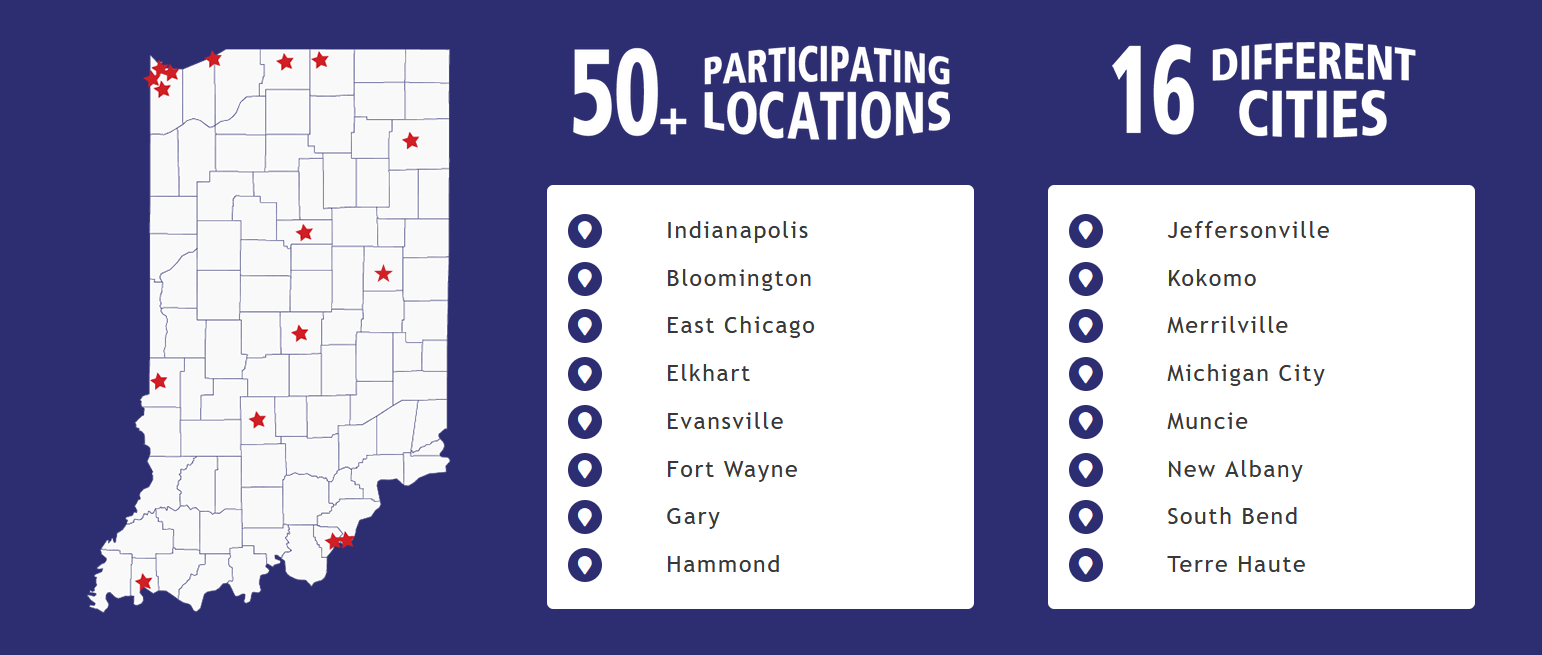 50+ PARTICIPATING
LOCATIONS
16 DIFFERENT
CITIES
Indianapolis
Bloomington
East Chicago
Elkhart
Evansville
Fort Wayne
Gary
Hammond
Jeffersonville
Kokomo
Merrilville
Michigan City
Muncie
New Albany
South Bend
Terre Haute